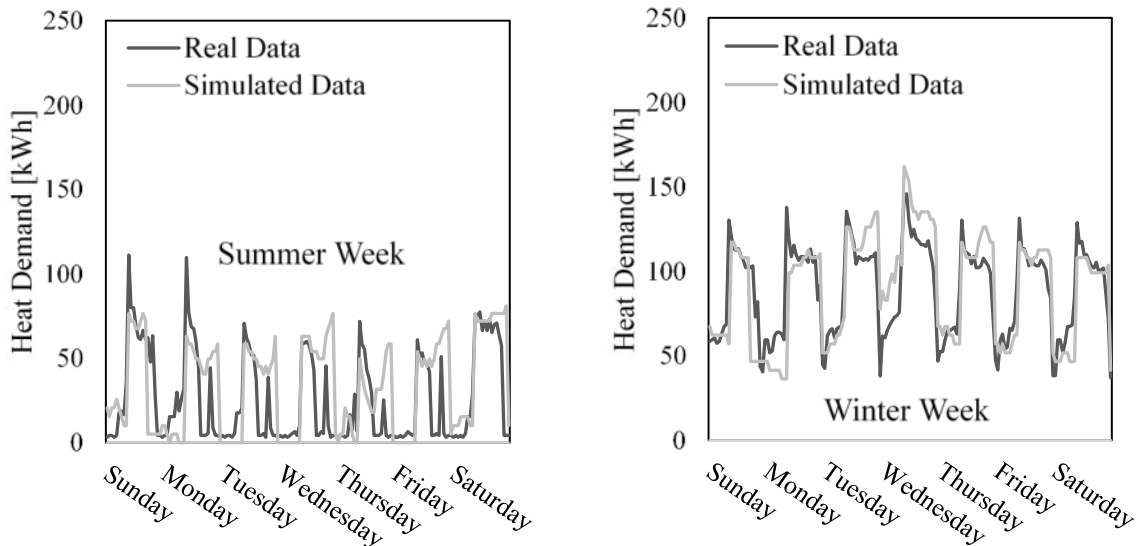 250
Real Data
Simulated Data
200
150
Heat Demand [kWh]
Summer Week
100
50
0
Sunday
Monday
Tuesday
Wednesday
Thursday
Friday
Saturday
250
Real Data
Simulated Data
200
150
Heat Demand [kWh]
100
50
Winter Week
0
Sunday
Monday
Tuesday
Wednesday
Thursday
Friday
Saturday